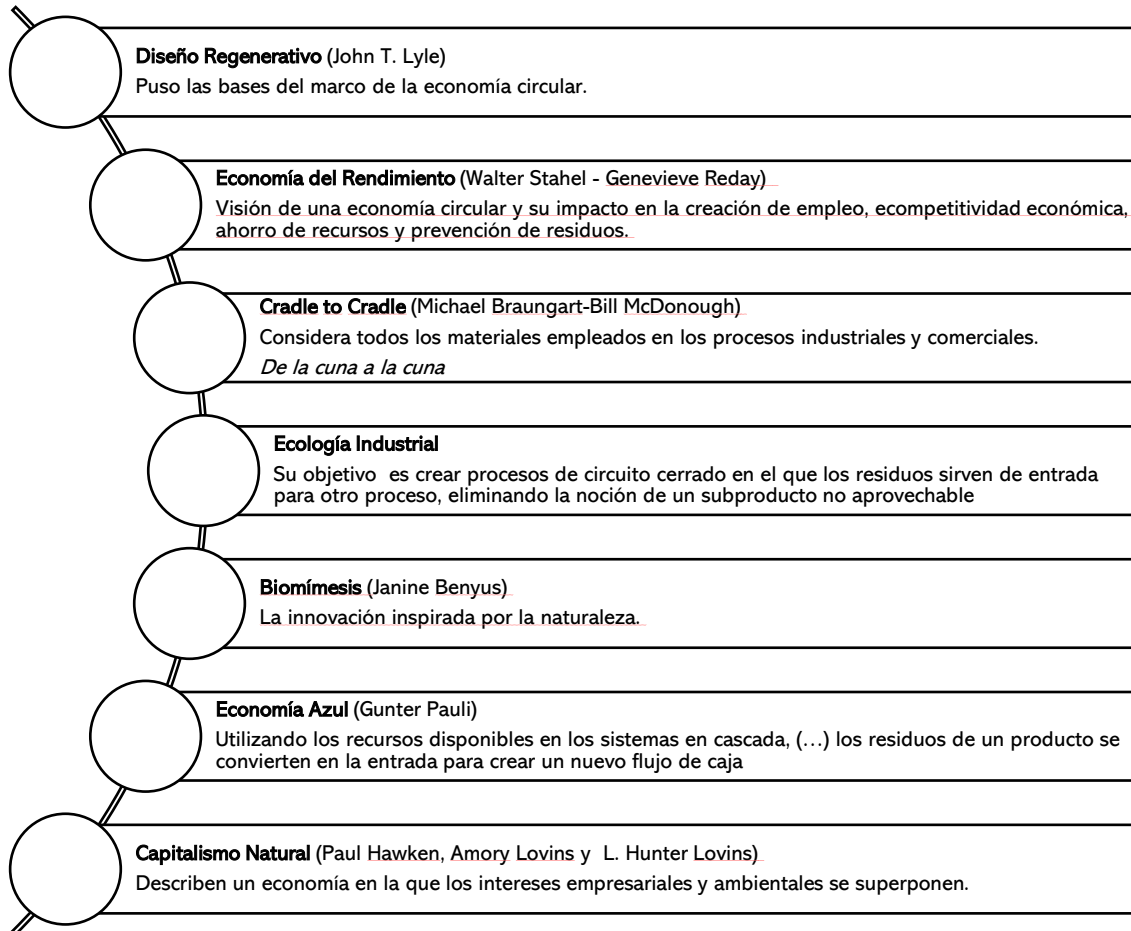 Diseño Regenerativo (John T. Lyle)
Puso las bases del marco de la economía circular.
Economía del Rendimiento (Walter Stahel - Genevieve Reday)
Visión de una economía circular y su impacto en la creación de empleo, ecompetitividad económica,
ahorro de recursos y prevención de residuos.
Cradle to Cradle (Michael Braungart-Bill McDonough)
Considera todos los materiales empleados en los procesos industriales y comerciales.
De la cuna a la cuna
Ecología Industrial
Su objetivo  es crear procesos de circuito cerrado en el que los residuos sirven de entrada
para otro proceso, eliminando la noción de un subproducto no aprovechable
Biomímesis (Janine Benyus)
La innovación inspirada por la naturaleza.
Economía Azul (Gunter Pauli)
Utilizando los recursos disponibles en los sistemas en cascada, (…) los residuos de un producto se
convierten en la entrada para crear un nuevo flujo de caja
Capitalismo Natural (Paul Hawken, Amory Lovins y  L. Hunter Lovins)
Describen un economía en la que los intereses empresariales y ambientales se superponen.